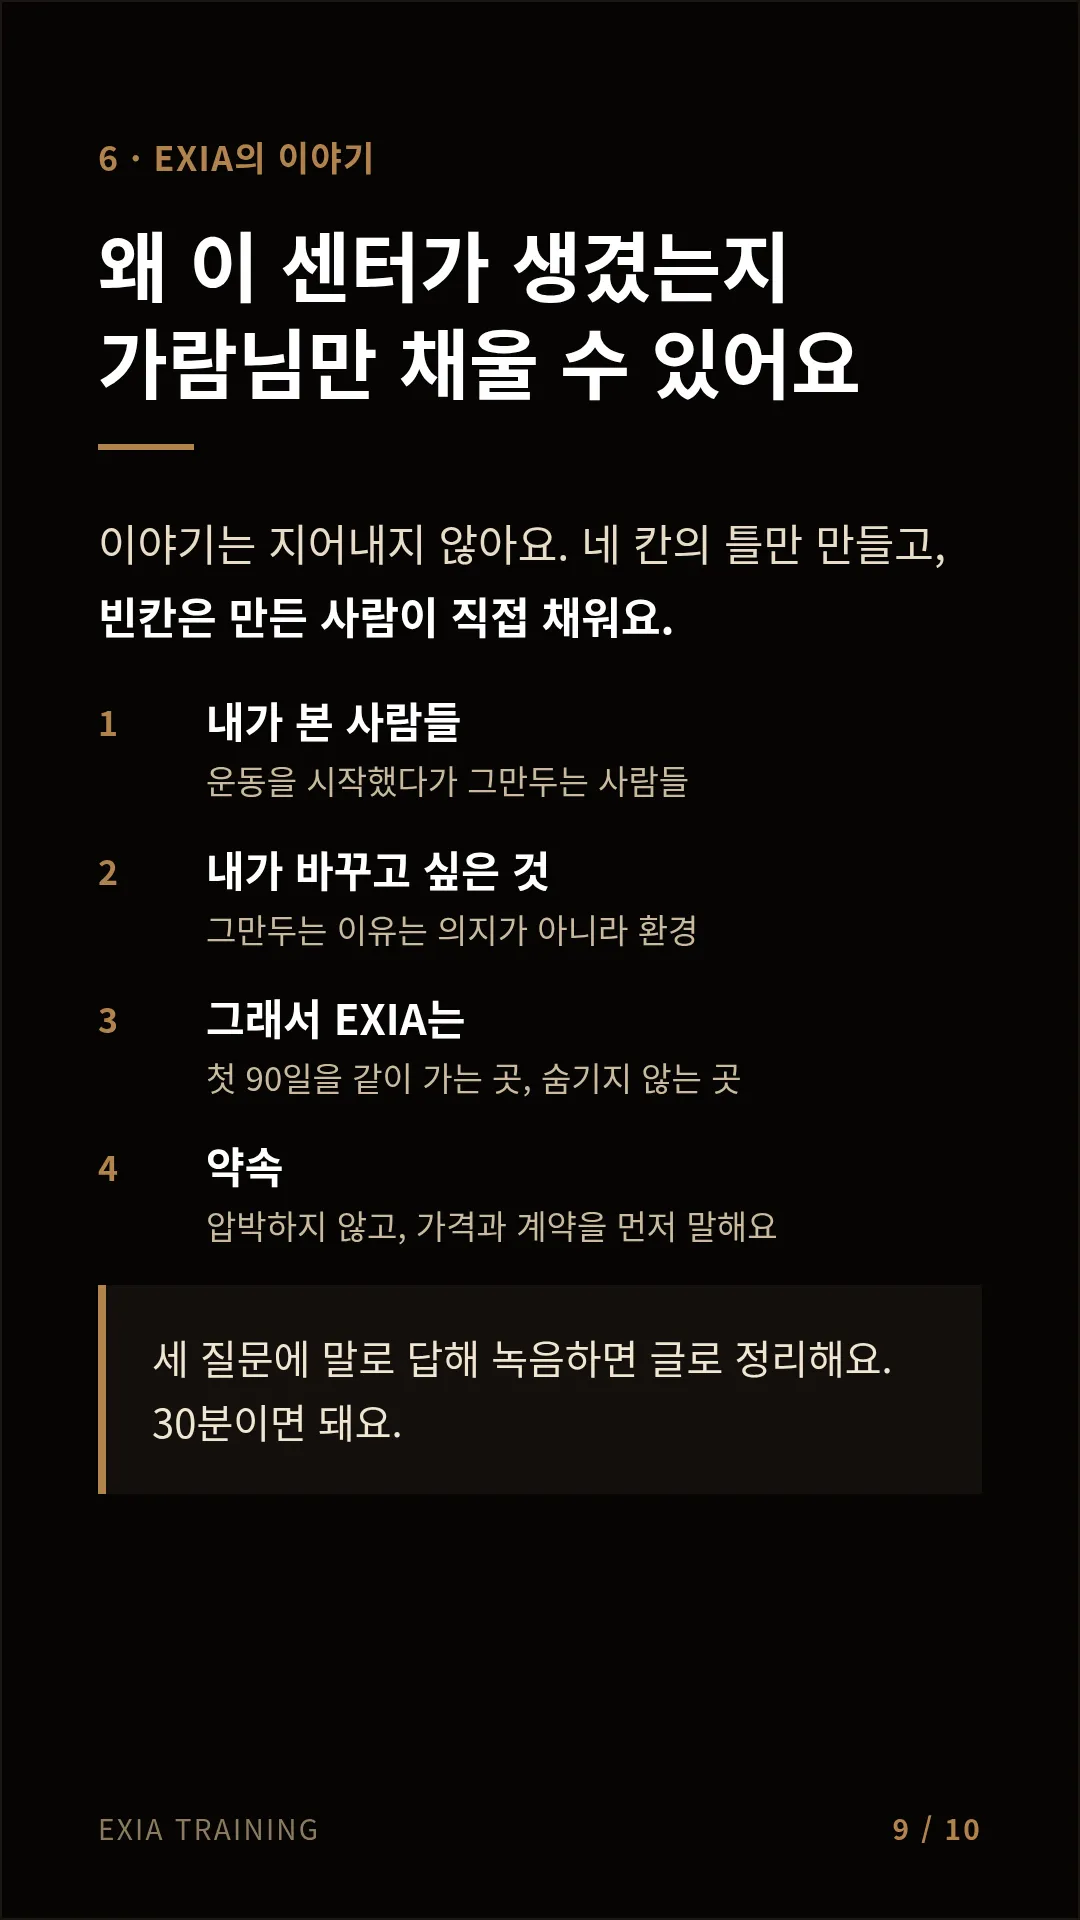 6 · EXIA의 이야기
왜 이 센터가 생겼는지
가람님만 채울 수 있어요
이야기는 지어내지 않아요. 네 칸의 틀만 만들고,
빈칸은 만든 사람이 직접 채워요.
1 내가 본 사람들
운동을 시작했다가 그만두는 사람들
2 내가 바꾸고 싶은 것
그만두는 이유는 의지가 아니라 환경
3 그래서 EXIA는
첫 90일을 같이 가는 곳, 숨기지 않는 곳
4 약속
압박하지 않고, 가격과 계약을 먼저 말해요
세 질문에 말로 답해 녹음하면 글로 정리해요.
30분이면 돼요.
EXIA TRAINING 9 / 10